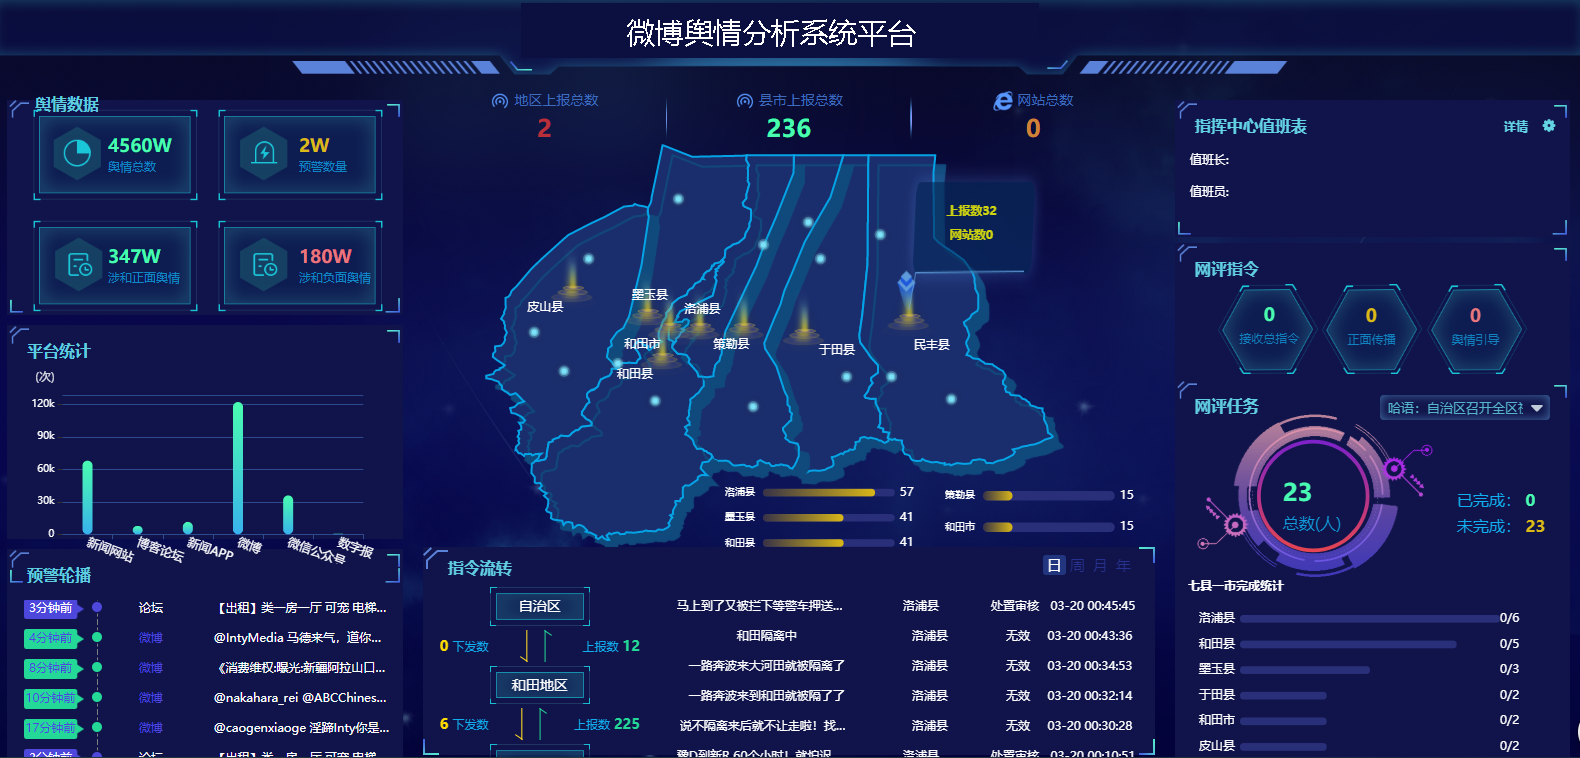 微博舆情分析系统平台
舆情数据
4560W
舆情总数
2W
预警数量
347W
涉和正面舆情
180W
涉和负面舆情
平台统计
(次)
120k
90k
60k
30k
0
新闻网站
博客论坛
新闻APP
微博
微信公众号
数字报
预警轮播
3分钟前 论坛 【出租】类一房一厅 可宠 电梯...
4分钟前 微博 @IntyMedia 马德来气，道你...
8分钟前 微博 《消费维权:曝光:新疆阿拉山口...
10分钟前 微博 @nakahara_rei @ABCChines...
17分钟前 微博 @caogenxiaoge 淫蹄Inty你是...
地区上报总数
2
县市上报总数
236
网站总数
0
上报数32
网站数0
皮山县
墨玉县
洛浦县
和田市
策勒县
和田县
于田县
民丰县
洛浦县 57
墨玉县 41
和田县 41
策勒县 15
和田市 15
指令流转
日 周 月 年
自治区
0 下发数
上报数 12
和田地区
6 下发数
上报数 225
马上到了又被拦下等警车押送... 洛浦县 处置审核 03-20 00:45:45
和田隔离中 洛浦县 无效 03-20 00:43:36
一路奔波来大河田就被隔离了 洛浦县 无效 03-20 00:34:53
一路奔波来到和田就被隔了了 洛浦县 无效 03-20 00:32:14
说不隔离来后就不让走啦！找... 洛浦县 无效 03-20 00:30:28
洛浦县 处置审核 03-20 00:10:51
指挥中心值班表
详情
值班长:
值班员:
网评指令
0
接收总指令
0
正面传播
0
舆情引导
网评任务
哈语：自治区召开全区视
23
总数(人)
已完成： 0
未完成： 23
七县一市完成统计
洛浦县 0/6
和田县 0/5
墨玉县 0/3
于田县 0/2
和田市 0/2
皮山县 0/2